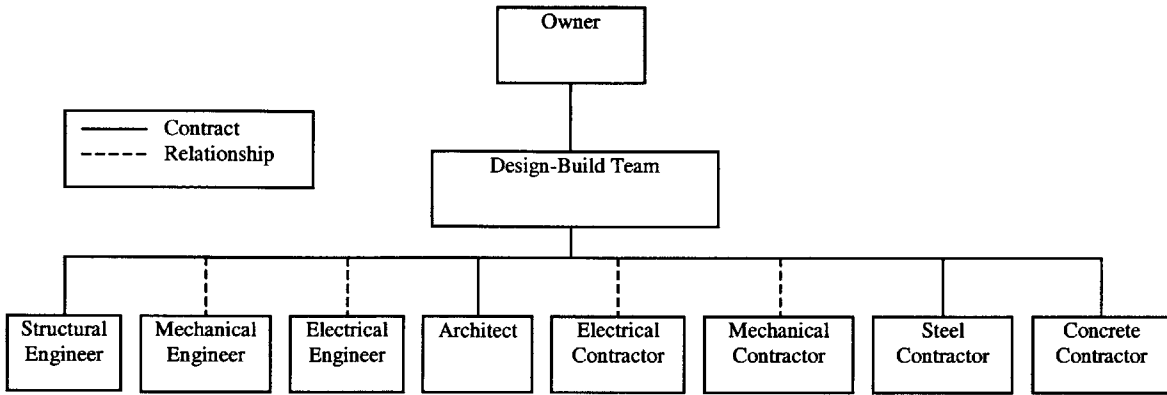 Owner
Contract
Relationship
Design-Build Team
Structural
Engineer
Mechanical
Engineer
Electrical
Engineer
Architect
Electrical
Contractor
Mechanical
Contractor
Steel
Contractor
Concrete
Contractor